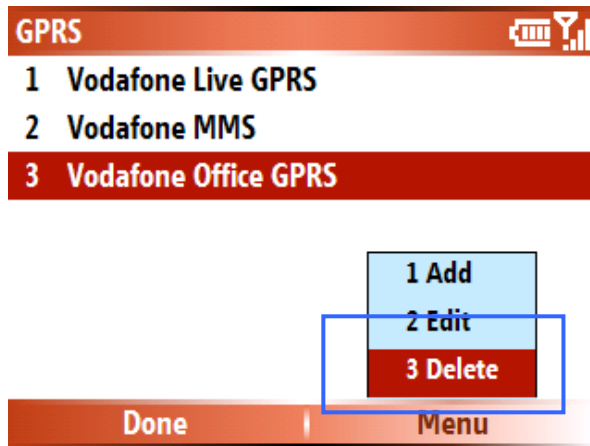 GPRS
1 Vodafone Live GPRS
2 Vodafone MMS
3 Vodafone Office GPRS
1 Add
2 Edit
3 Delete
Done Menu